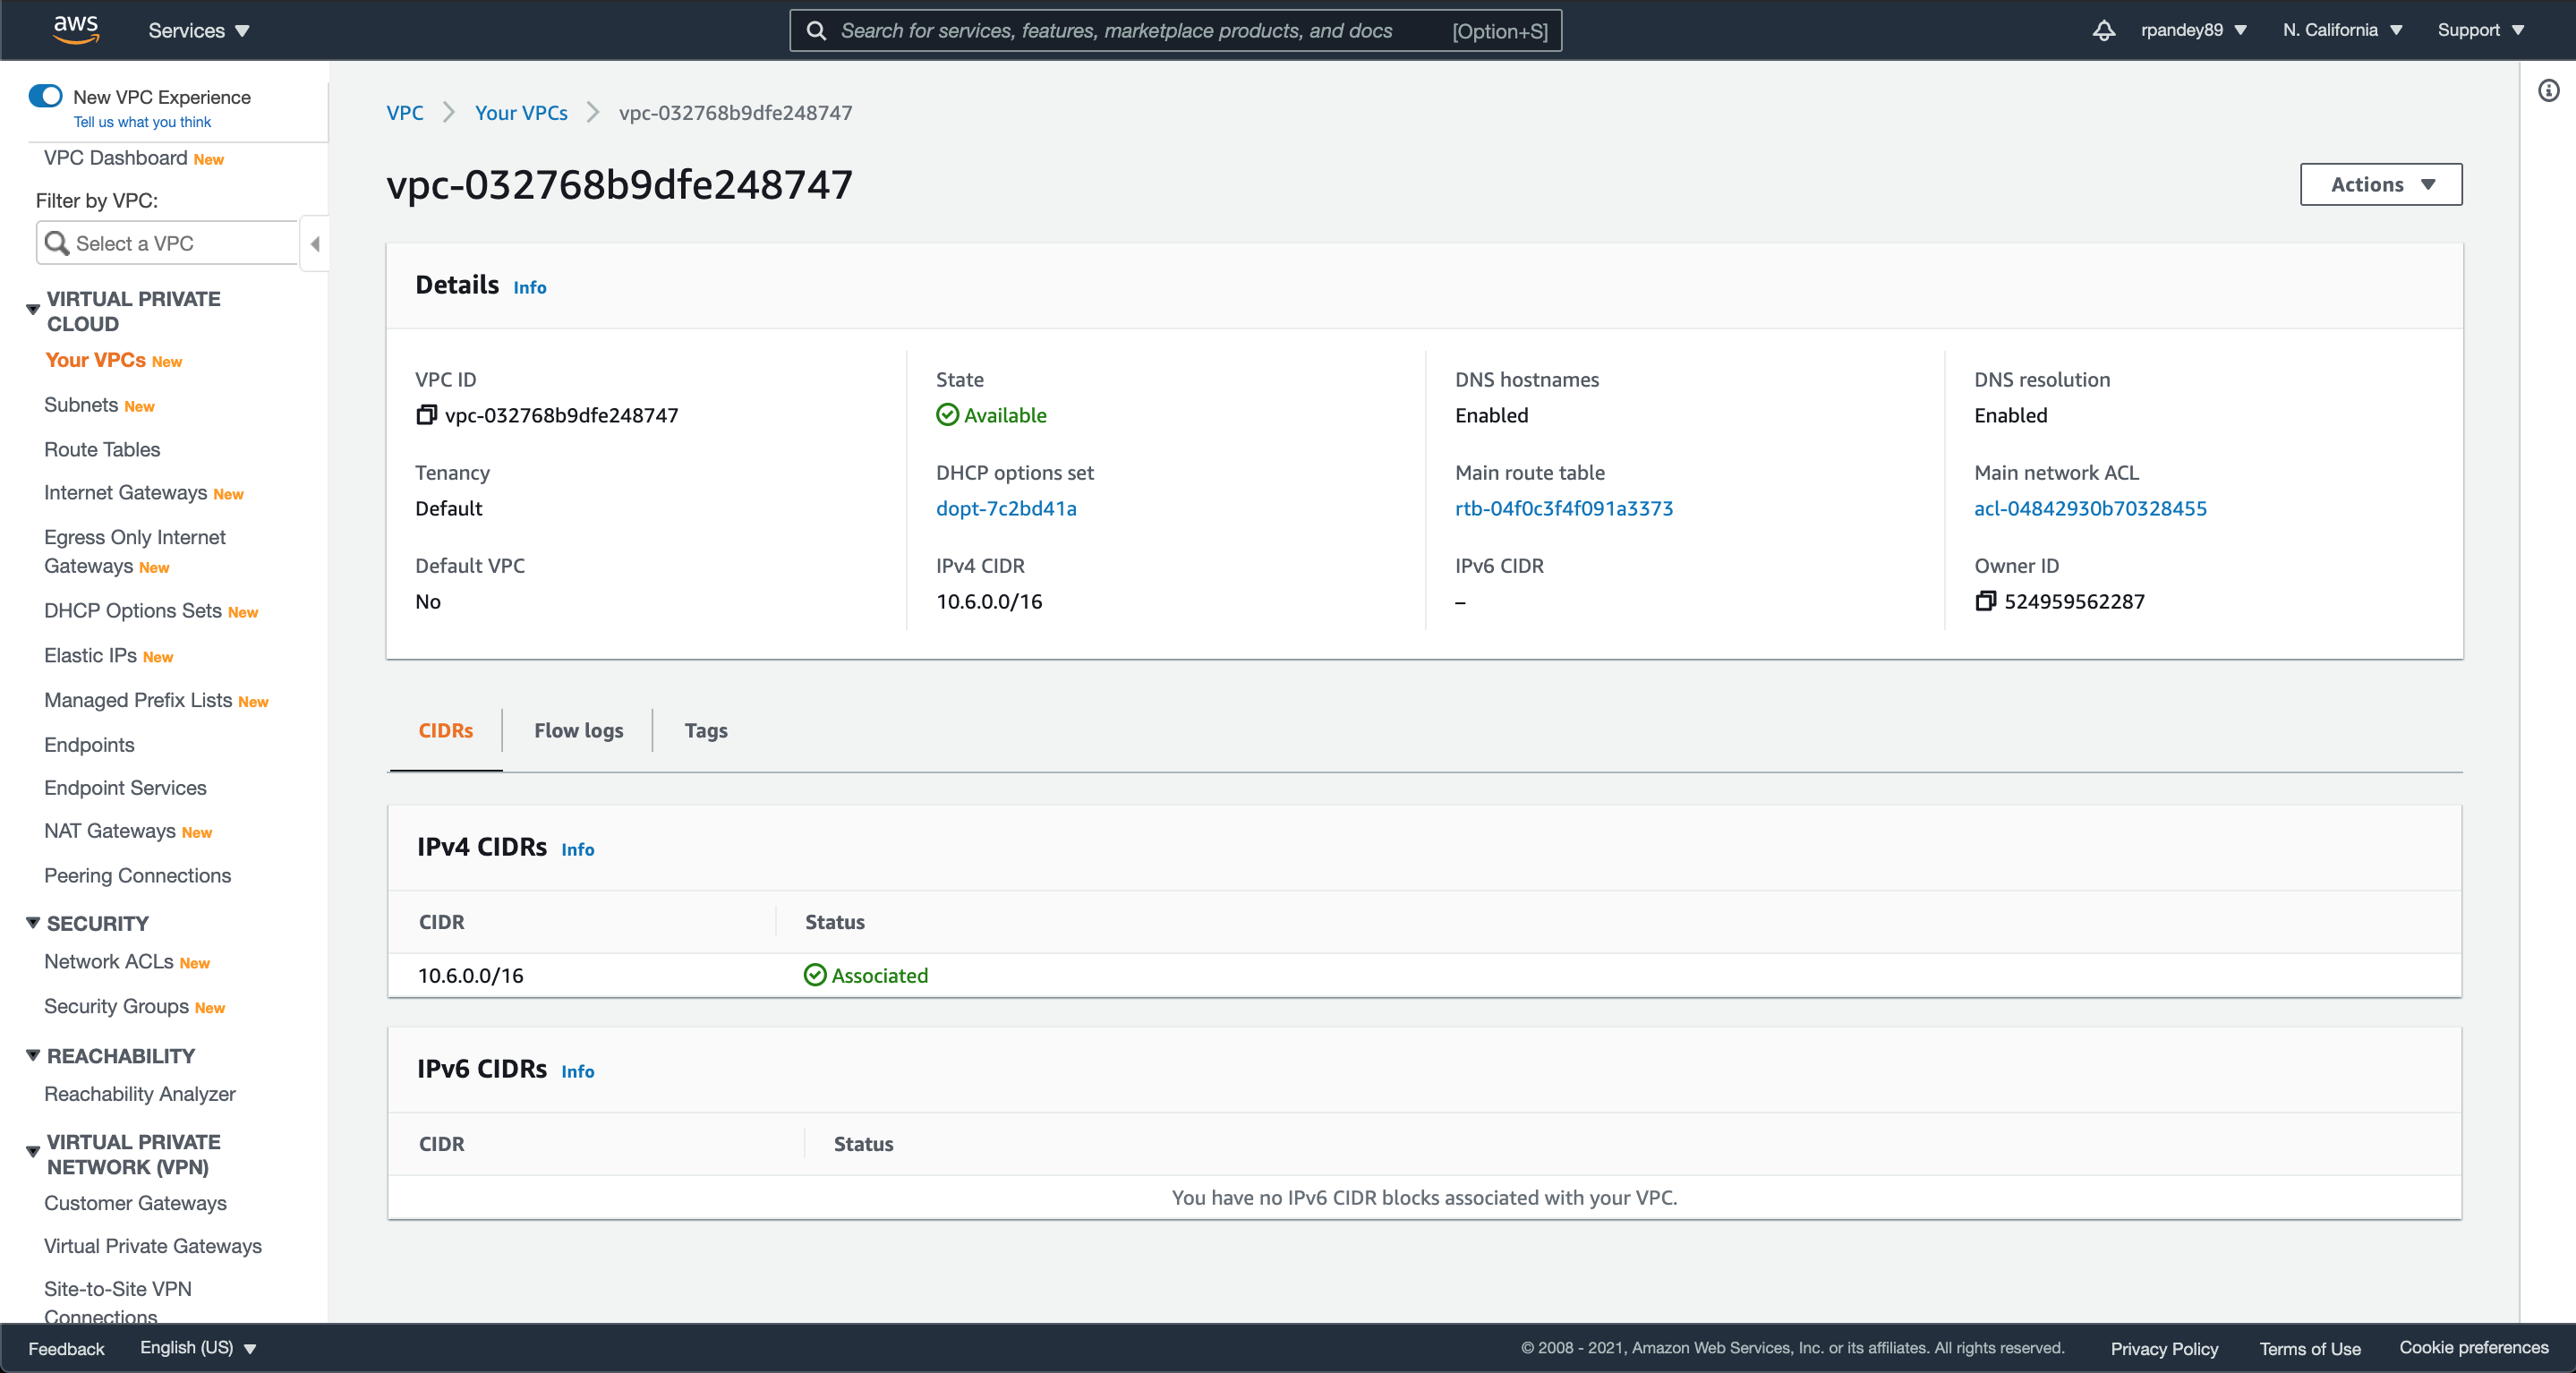 aws
Services
Search for services, features, marketplace products, and docs
[Option+S]
rpandey89
N. California
Support
New VPC Experience
Tell us what you think
VPC Dashboard New
Filter by VPC:
Select a VPC
VIRTUAL PRIVATE
CLOUD
Your VPCs New
Subnets New
Route Tables
Internet Gateways New
Egress Only Internet
Gateways New
DHCP Options Sets New
Elastic IPs New
Managed Prefix Lists New
Endpoints
Endpoint Services
NAT Gateways New
Peering Connections
SECURITY
Network ACLs New
Security Groups New
REACHABILITY
Reachability Analyzer
VIRTUAL PRIVATE
NETWORK (VPN)
Customer Gateways
Virtual Private Gateways
Site-to-Site VPN
Connections
VPC
Your VPCs
vpc-032768b9dfe248747
vpc-032768b9dfe248747
Actions
Details Info
VPC ID
vpc-032768b9dfe248747
State
Available
DNS hostnames
Enabled
DNS resolution
Enabled
Tenancy
Default
DHCP options set
dopt-7c2bd41a
Main route table
rtb-04f0c3f4f091a3373
Main network ACL
acl-04842930b70328455
Default VPC
No
IPv4 CIDR
10.6.0.0/16
IPv6 CIDR
–
Owner ID
524959562287
CIDRs
Flow logs
Tags
IPv4 CIDRs Info
CIDR
Status
10.6.0.0/16
Associated
IPv6 CIDRs Info
CIDR
Status
You have no IPv6 CIDR blocks associated with your VPC.
Feedback
English (US)
© 2008 - 2021, Amazon Web Services, Inc. or its affiliates. All rights reserved.
Privacy Policy
Terms of Use
Cookie preferences